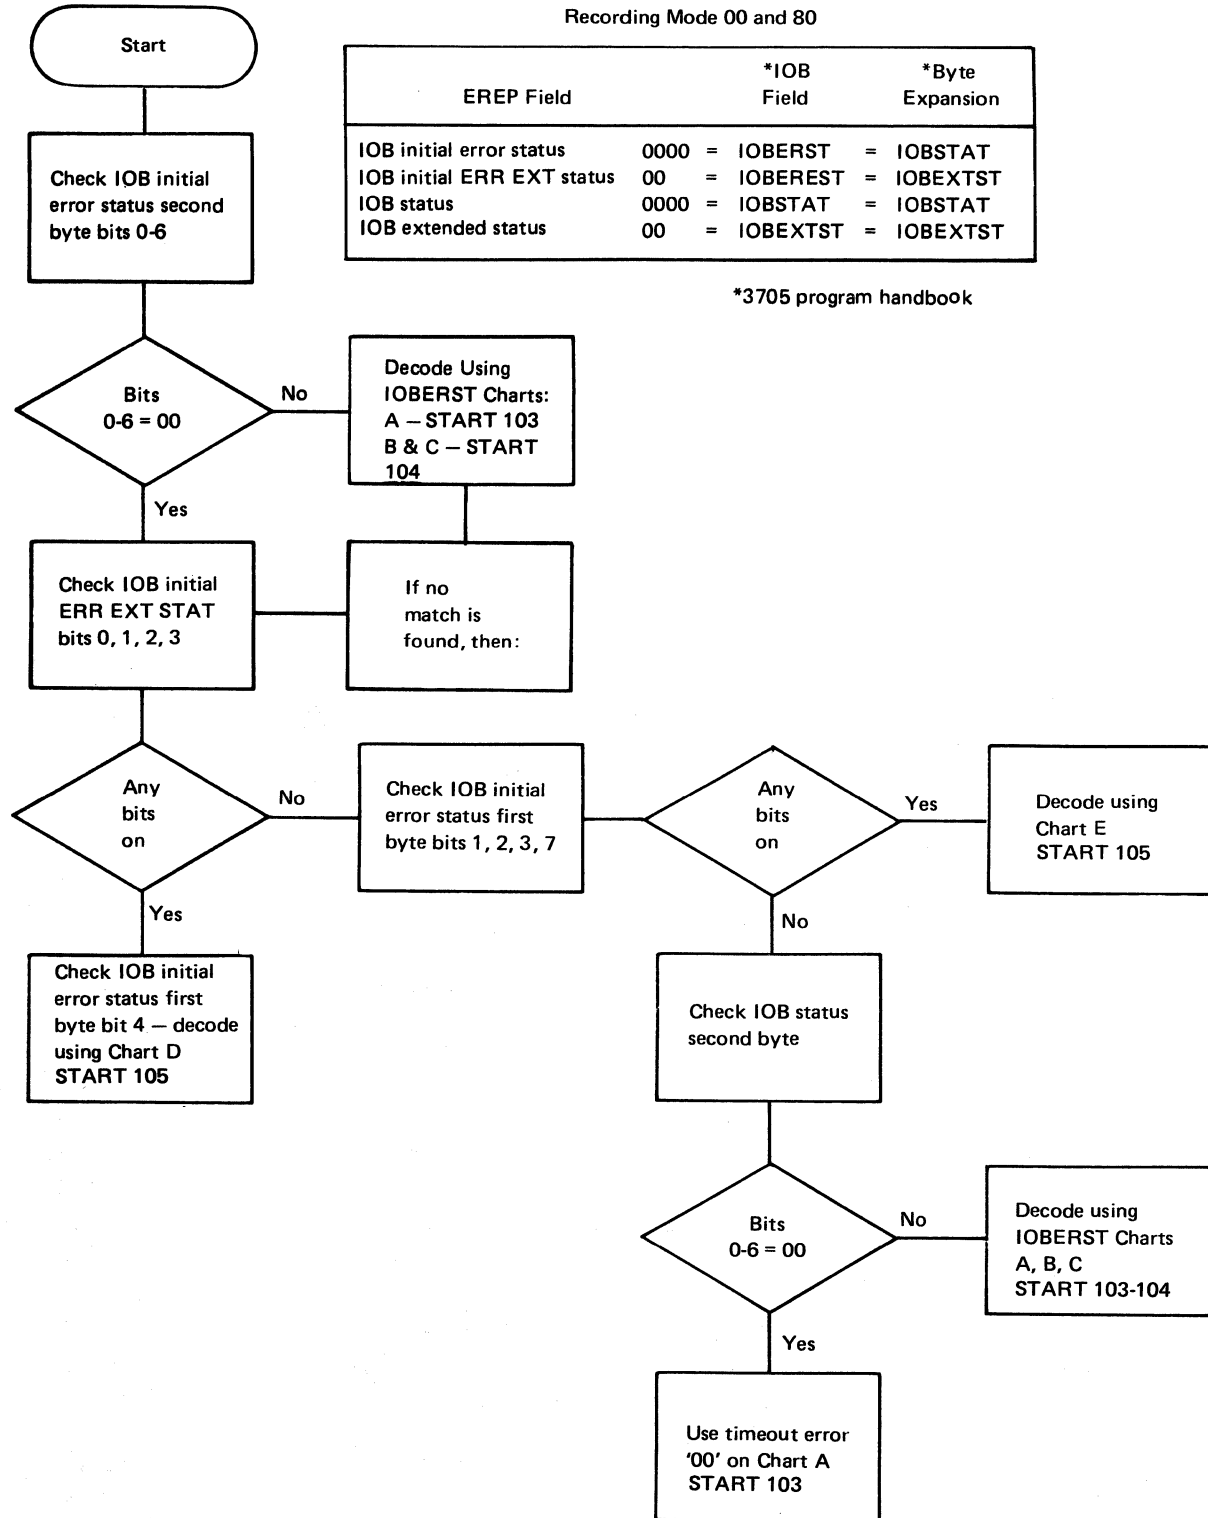 Recording Mode 00 and 80
Start
*IOB *Byte
EREP Field Field Expansion
IOB initial error status 0000 = IOBERST = IOBSTAT
IOB initial ERR EXT status 00 = IOBEREST = IOBEXTST
IOB status 0000 = IOBSTAT = IOBSTAT
IOB extended status 00 = IOBEXTST = IOBEXTST
*3705 program handbook
Check IOB initial
error status second
byte bits 0-6
Bits
0-6 = 00
No
Decode Using
IOBERST Charts:
A — START 103
B & C — START
104
Yes
Check IOB initial
ERR EXT STAT
bits 0, 1, 2, 3
If no
match is
found, then:
Any
bits
on
No
Check IOB initial
error status first
byte bits 1, 2, 3, 7
Any
bits
on
Yes
Decode using
Chart E
START 105
Yes
Check IOB initial
error status first
byte bit 4 — decode
using Chart D
START 105
No
Check IOB status
second byte
Bits
0-6 = 00
No
Decode using
IOBERST Charts
A, B, C
START 103-104
Yes
Use timeout error
'00' on Chart A
START 103